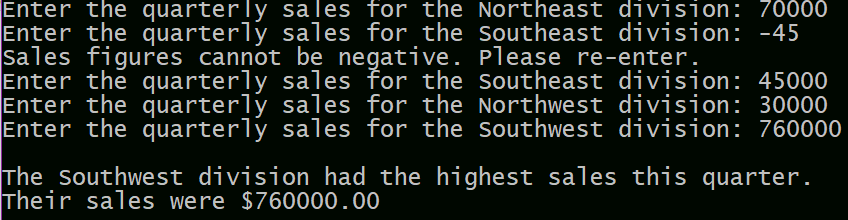 Enter the quarterly sales for the Northeast division: 70000
Enter the quarterly sales for the Southeast division: -45
Sales figures cannot be negative. Please re-enter.
Enter the quarterly sales for the Southeast division: 45000
Enter the quarterly sales for the Northwest division: 30000
Enter the quarterly sales for the Southwest division: 760000
The Southwest division had the highest sales this quarter.
Their sales were $760000.00